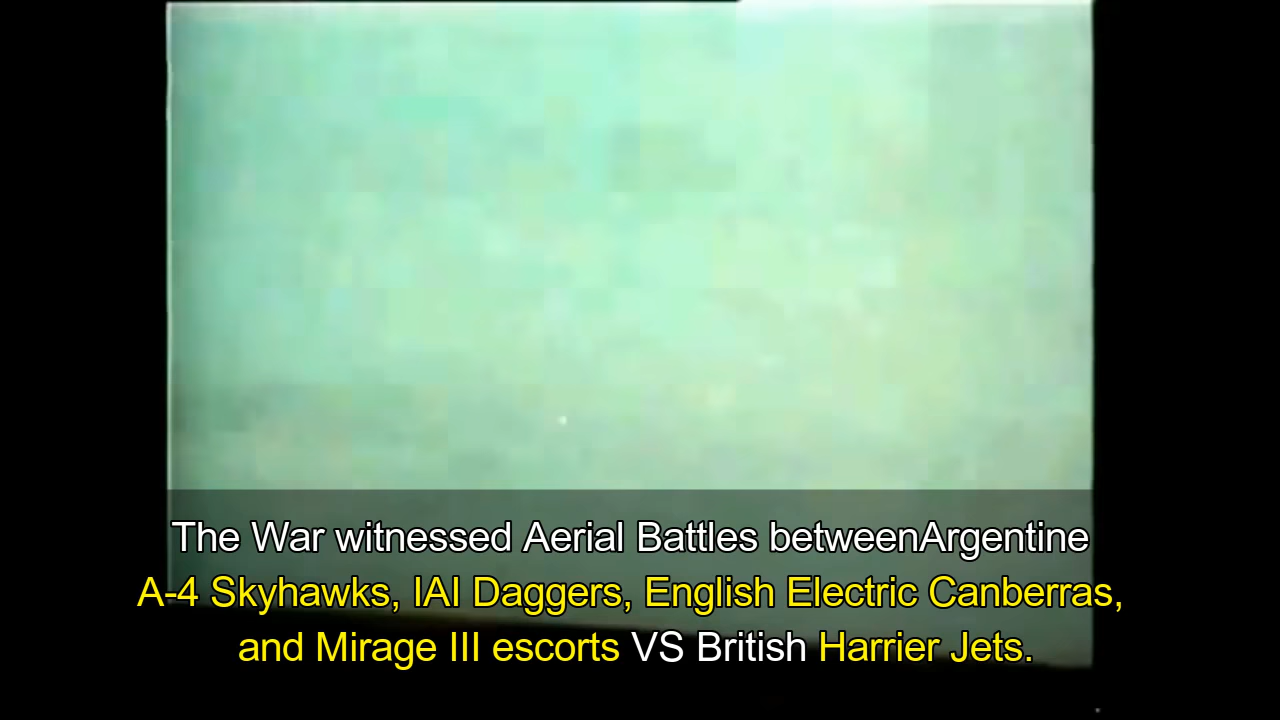 The War witnessed Aerial Battles betweenArgentine
A-4 Skyhawks, IAI Daggers, English Electric Canberras,
and Mirage III escorts VS British Harrier Jets.